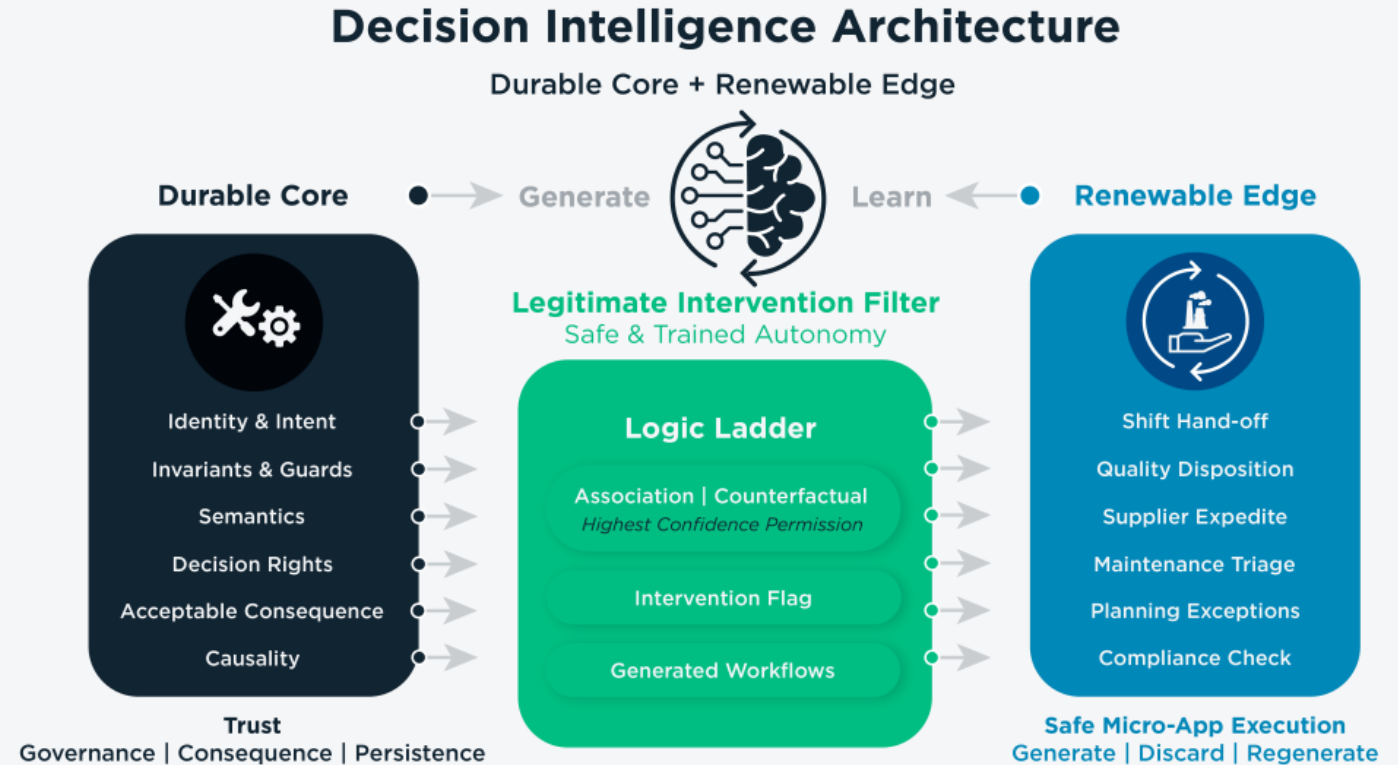 Decision Intelligence Architecture
Durable Core + Renewable Edge
Durable Core
Generate
Learn
Renewable Edge
Legitimate Intervention Filter
Safe & Trained Autonomy
Identity & Intent
Invariants & Guards
Semantics
Decision Rights
Acceptable Consequence
Causality
Trust
Governance | Consequence | Persistence
Logic Ladder
Association | Counterfactual
Highest Confidence Permission
Intervention Flag
Generated Workflows
Shift Hand-off
Quality Disposition
Supplier Expedite
Maintenance Triage
Planning Exceptions
Compliance Check
Safe Micro-App Execution
Generate | Discard | Regenerate